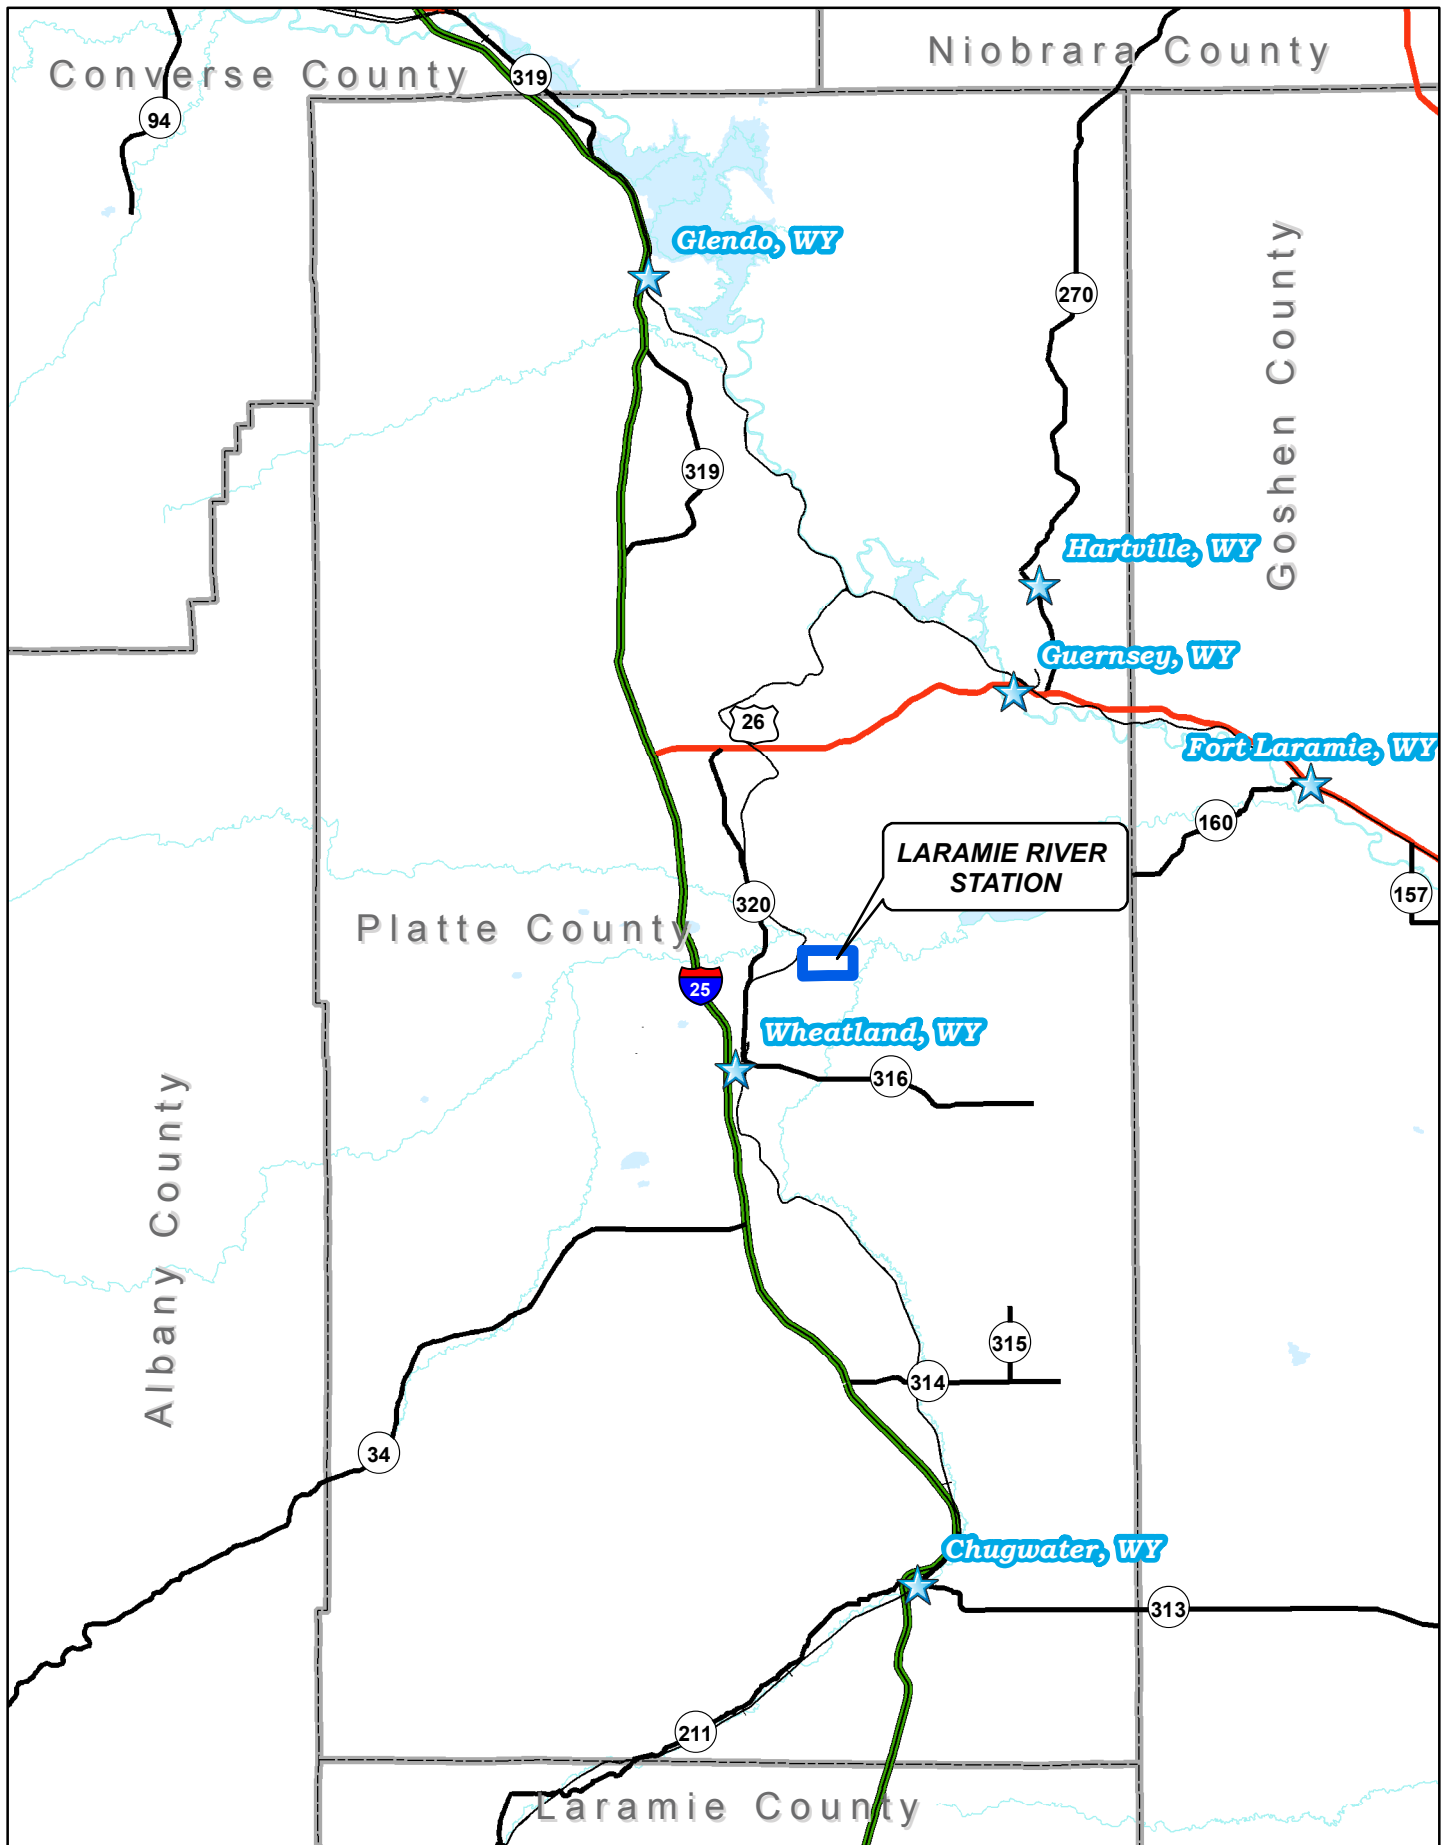 Niobrara County
Converse County
319
94
Glendo, WY
270
Goshen County
319
Hartville, WY
Guernsey, WY
26
Fort Laramie, WY
160
LARAMIE RIVER
STATION
157
320
Platte County
25
Wheatland, WY
316
Albany County
315
314
34
Chugwater, WY
313
211
Laramie County